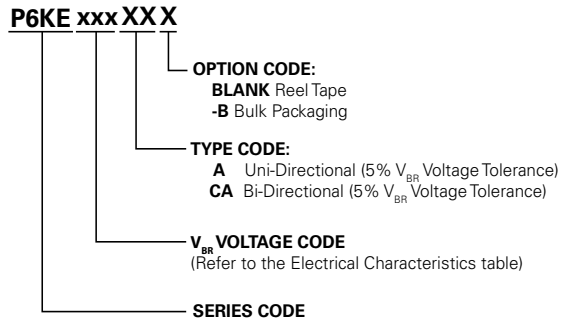 P6KE xxx XX X
OPTION CODE:
BLANK Reel Tape
-B Bulk Packaging
TYPE CODE:
A Uni-Directional (5% VBR Voltage Tolerance)
CA Bi-Directional (5% VBR Voltage Tolerance)
VBR VOLTAGE CODE
(Refer to the Electrical Characteristics table)
SERIES CODE